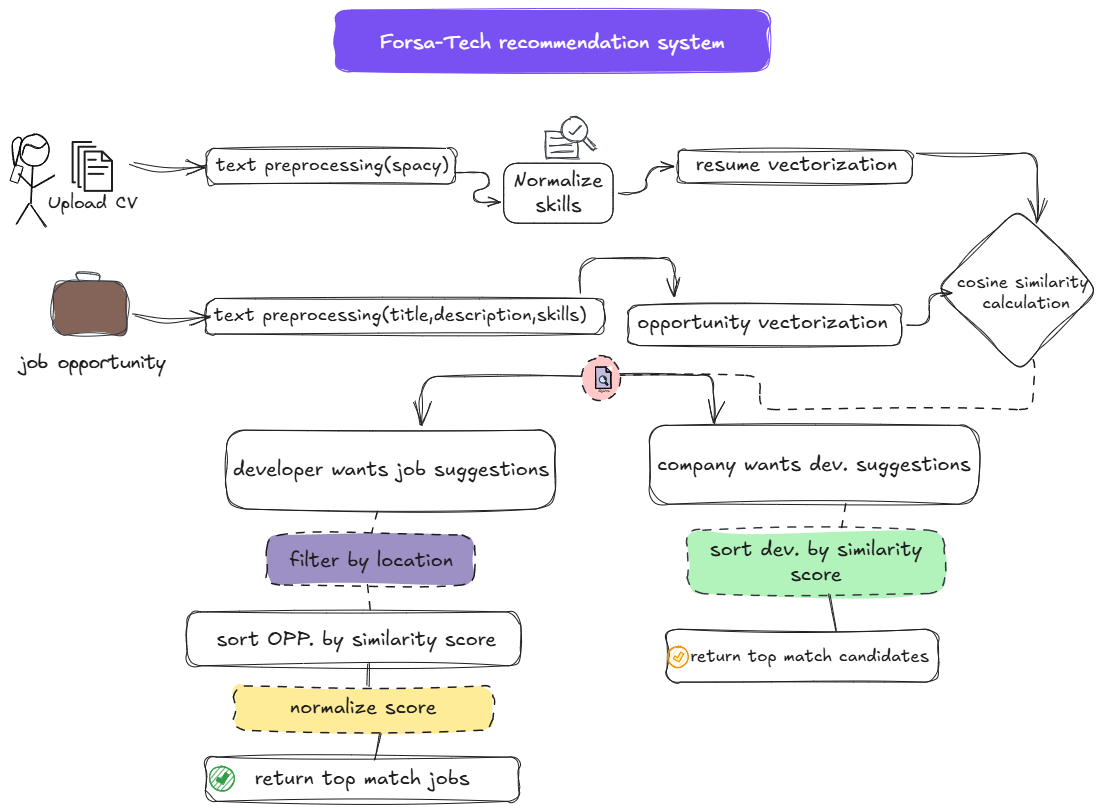 Forsa-Tech recommendation system
Upload CV
text preprocessing(spacy)
Normalize
skills
resume vectorization
job opportunity
text preprocessing(title,description,skills)
opportunity vectorization
cosine similarity
calculation
developer wants job suggestions
company wants dev. suggestions
filter by location
sort OPP. by similarity score
normalize score
return top match jobs
sort dev. by similarity
score
return top match candidates